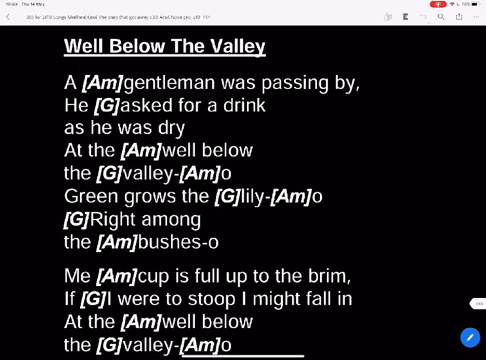 Well Below The Valley
A [Am]gentleman was passing by,
He [G]asked for a drink
as he was dry
At the [Am]well below
the [G]valley-[Am]o
Green grows the [G]lily-[Am]o
[G]Right among
the [Am]bushes-o
Me [Am]cup is full up to the brim,
If [G]I were to stoop I might fall in
At the [Am]well below
the [G]valley-[Am]o